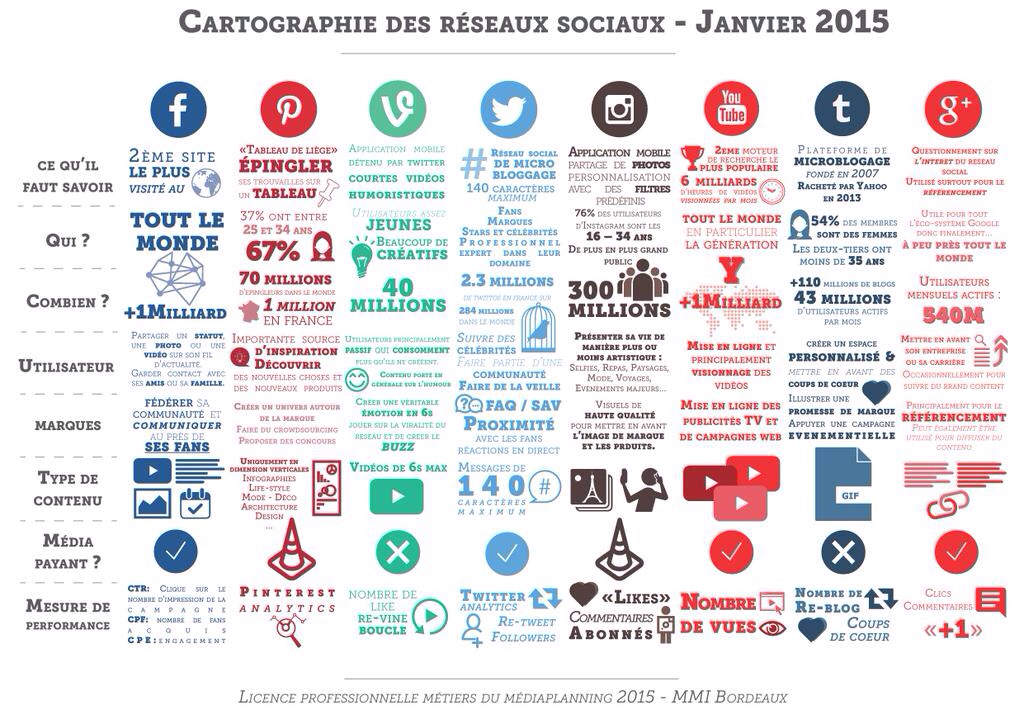 Cartographie des réseaux sociaux - Janvier 2015
f
t
g+
You
Tube
ce qu'il
faut savoir
2ème site
le plus
visité au
«Tableau de liège»
Épingler
ses trouvailles sur
un tableau
Application mobile
détenu par twitter
courtes vidéos
humoristiques
#
Réseau social
de micro
bloggage
140 caractères
maximum
Application mobile
partage de photos
personnalisation
avec des filtres
prédéfinis
2eme moteur
de recherche le
plus populaire
6 milliards
d'heures de vidéos
visionnées par mois
Plateforme de
microblogage
fondé en 2007
Racheté par Yahoo
en 2013
Questionnement sur
l'interet du reseau
social
Utilisé surtout pour le
référencement
Qui ?
Tout le
monde
37% ont entre
25 et 34 ans
67%
Utilisateurs assez
jeunes
Beaucoup de
créatifs
Fans
Marques
Stars et célébrités
Professionnel
expert dans leur
domaine
76% des utilisateurs
d'Instagram sont les
16 – 34 ans
De plus en plus grand
public
tout le monde
en particulier
la génération
Y
54% des membres
sont des femmes
Les deux-tiers ont
moins de 35 ans
Utile pour tout
l'éco-système Google
donc finalement...
à peu près tout le
monde
Combien ?
+1Milliard
70 millions
d'épingleurs dans le monde
1 million
en France
40
millions
2.3 millions
de twittos en france sur
284 millions
dans le monde
300
millions
+1Milliard
+110 millions de blogs
43 millions
d'utilisateurs actifs
par mois
Utilisateurs
mensuels actifs :
540M
Utilisateur
Partager un statut,
une photo ou une
vidéo sur son fil
d'actualité.
Garder contact avec
ses amis ou sa famille.
Importante source
d'inspiration
Découvrir
des nouvelles choses et
des nouveaux produits
Utilisateurs principalement
passif qui consomment
plus qu'ils ne créent.
Contenu porte en
générale sur l'humour
Suivre des
célébrités
Faire partie d'une
communauté
Faire de la veille
Présenter sa vie de
manière plus ou
moins artistique :
Selfies, Repas, Paysages,
Mode, Voyages,
Evenements majeurs...
Mise en ligne et
principalement
visionnage des
vidéos
créer un espace
personnalisé &
mettre en avant des
coups de coeur
Mettre en avant
son entreprise
ou sa carrière
Occasionnellement pour
suivre du brand content
marques
Fédérer sa
communauté et
communiquer
au près de
ses fans
Créer un univers autour
de la marque
Faire du crowdsourcing
Proposer des concours
Creer une véritable
émotion en 6s
jouer sur la viralité du
reseau et de creer le
buzz
FAQ / SAV
Proximité
avec les fans
réactions en direct
Visuels de
haute qualité
pour mettre en avant
l'image de marque
et les prduits.
Mise en ligne des
publicités TV et
de campagnes web
Illustrer une
promesse de marque
Appuyer une campagne
evenementielle
Principalement pour le
référencement
Peut également être
utilisé pour diffuser du
contenu
Type de
contenu
Uniquement en
dimension verticales
Infographies
Life-style
Mode - Déco
Architecture
Design
...
Vidéos de 6s max
Messages de
140
caractères
maximum
#
GIF
Média
payant ?
Mesure de
performance
CTR: Clique sur le
nombre d'impression de la
campagne
CPF: nombre de fans
acquis
CPE: engagement
Pinterest
analytics
nombre de
like
re-vine
boucle
Twitter
analytics
Re-tweet
Followers
«Likes»
Commentaires
Abonnés
Nombre
de vues
Nombre de
Re-blog
Coups
de coeur
Clics
Commentaires
«+1»
Licence professionnelle métiers du médiaplanning 2015 - MMI Bordeaux